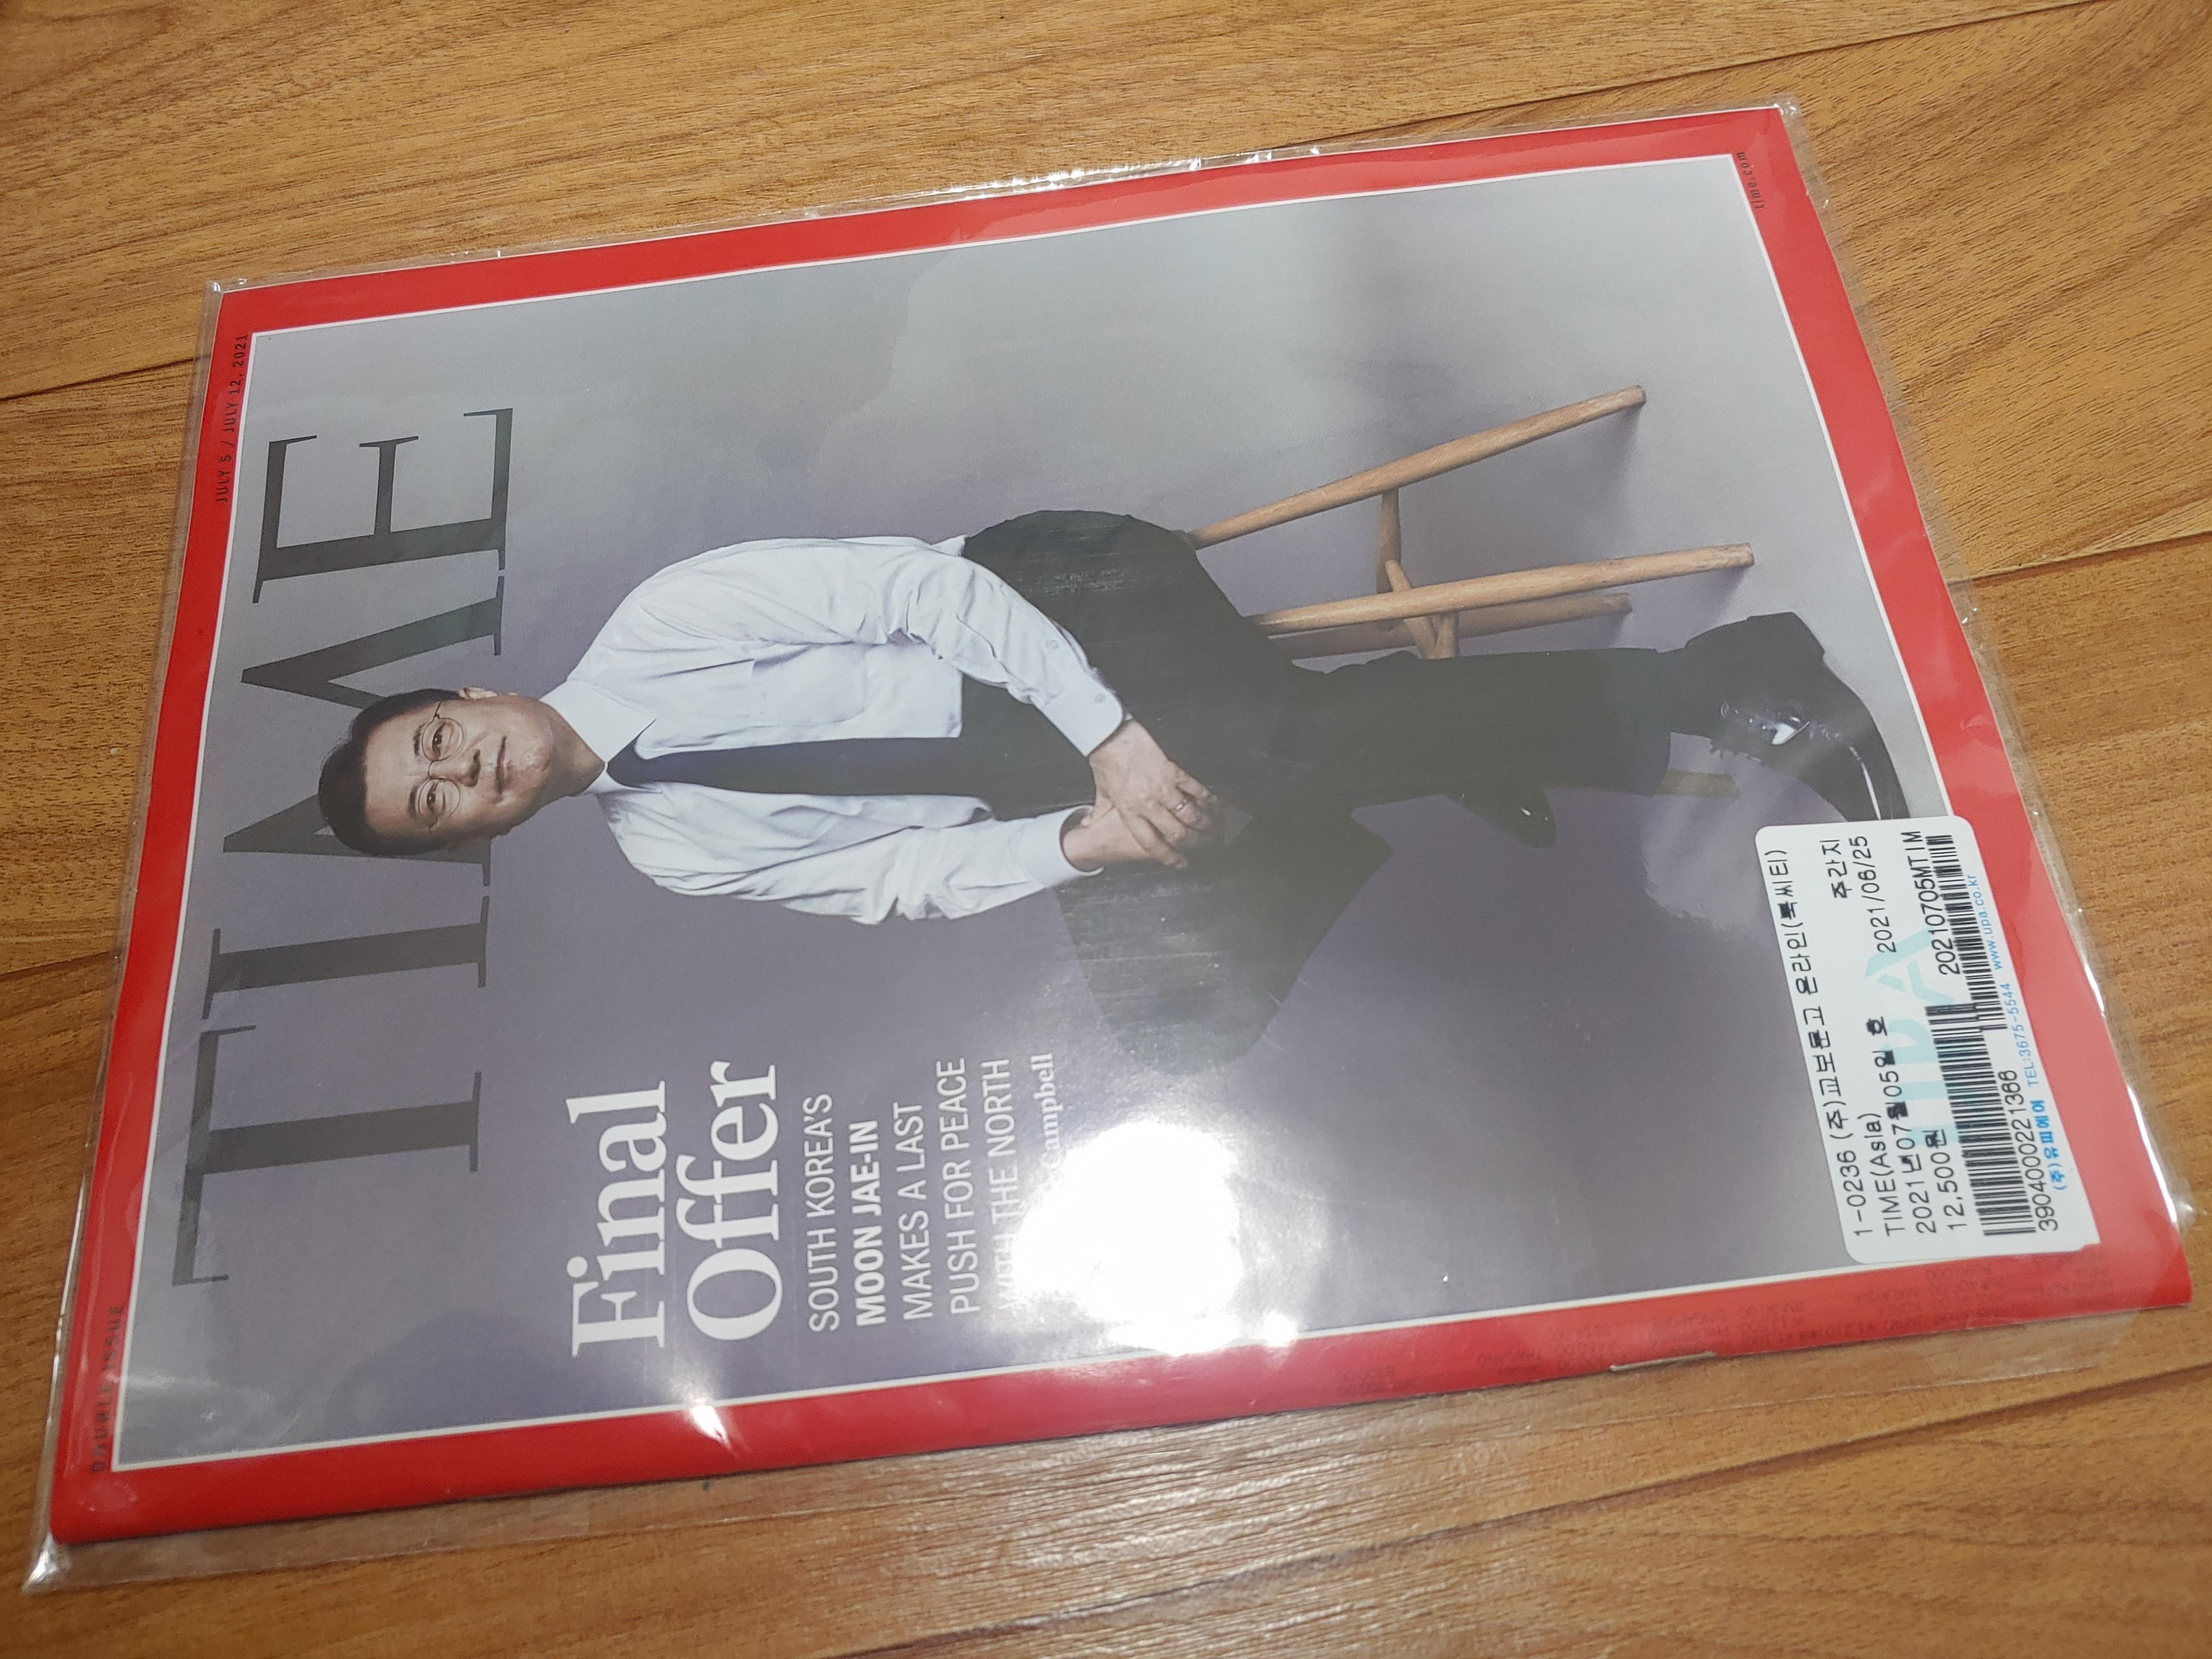 DOUBLE ISSUE
JULY 5 / JULY 12, 2021
TIME
Final
Offer
SOUTH KOREA'S
MOON JAE-IN
MAKES A LAST
PUSH FOR PEACE
WITH THE NORTH
Campbell
time.com
1-02236 (주)교보문고 온라인(북씨티)
TIME(Asia) 주간지
2021년07월05일 호 2021/06/25
12,500원 20210705MTIM
3904000221366
(주)유피에이 TEL:3675-5544 www.upa.co.kr